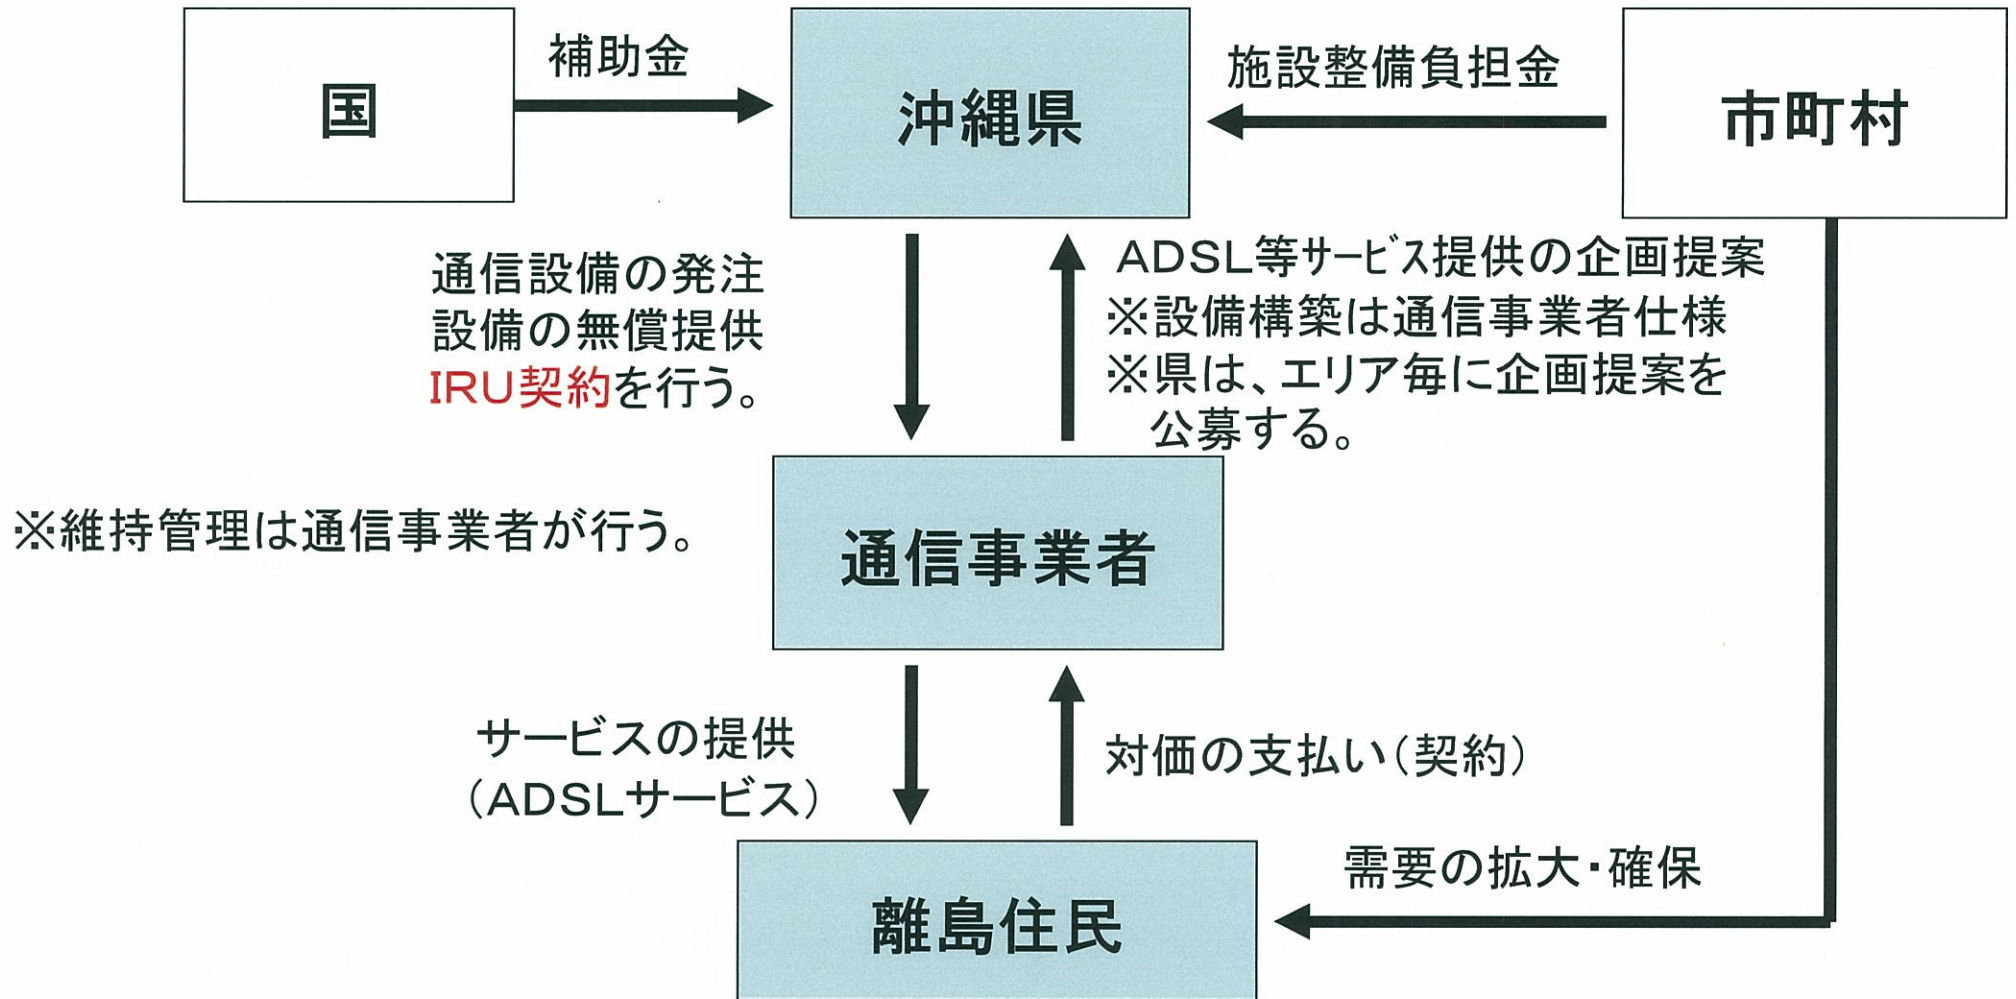 国
補助金
沖縄県
施設整備負担金
市町村
通信設備の発注
設備の無償提供
IRU契約を行う。
ADSL等サービス提供の企画提案
※設備構築は通信事業者仕様
※県は、エリア毎に企画提案を
公募する。
※維持管理は通信事業者が行う。
通信事業者
サービスの提供
(ADSLサービス)
対価の支払い(契約)
需要の拡大・確保
離島住民